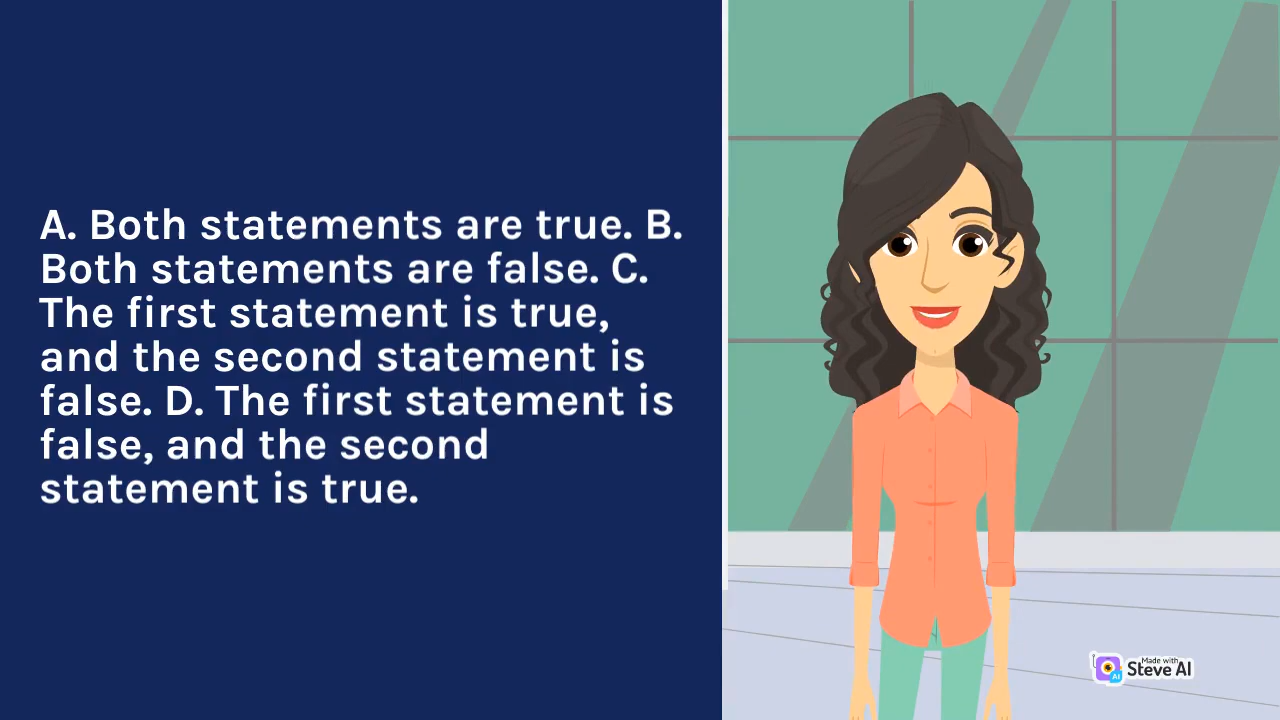 A. Both statements are true. B.
Both statements are false. C.
The first statement is true,
and the second statement is
false. D. The first statement is
false, and the second
statement is true.
Made with
Steve AI
AI